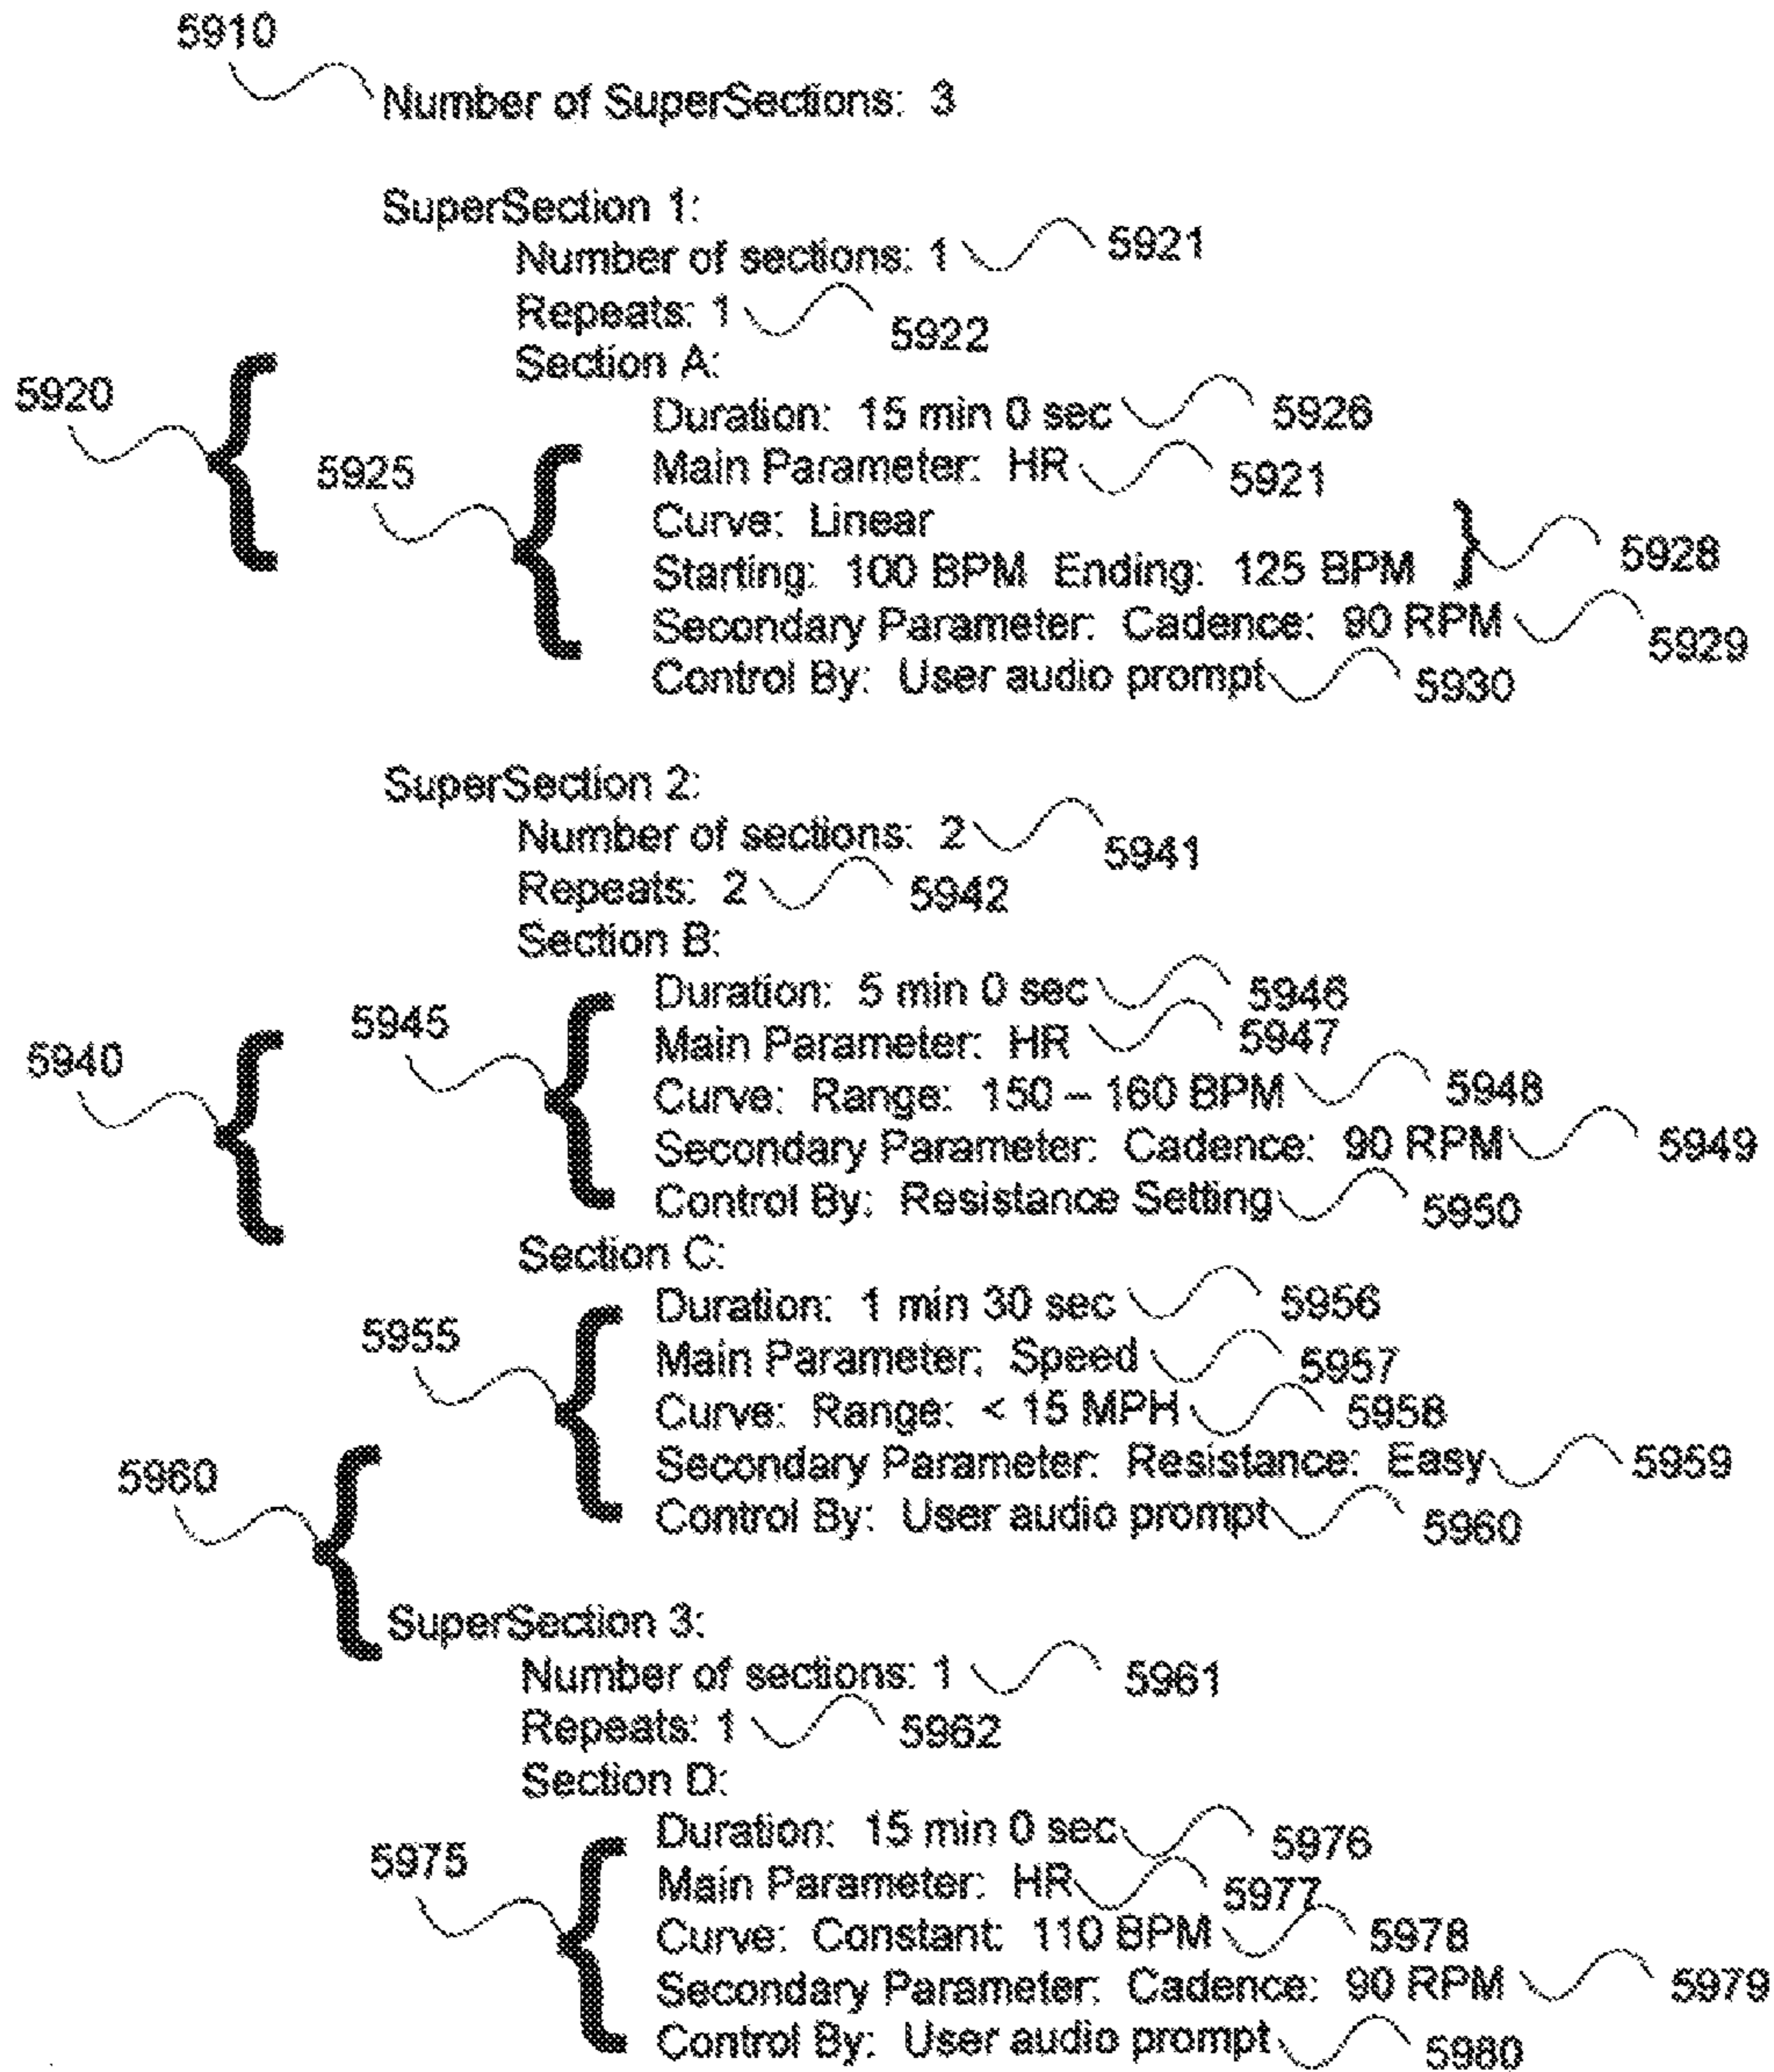 5910
Number of SuperSections: 3
SuperSection 1:
Number of sections: 1 5921
Repeats: 1 5922
Section A:
5920
Duration: 15 min 0 sec 5926
5925 Main Parameter: HR 5921
Curve: Linear
Starting: 100 BPM Ending: 125 BPM 5928
Secondary Parameter: Cadence: 90 RPM 5929
Control By: User audio prompt 5930
SuperSection 2:
Number of sections: 2 5941
Repeats: 2 5942
Section B:
Duration: 5 min 0 sec 5946
5940 5945 Main Parameter: HR 5947
Curve: Range: 150 – 160 BPM 5948
Secondary Parameter: Cadence: 90 RPM 5949
Control By: Resistance Setting 5950
Section C:
Duration: 1 min 30 sec 5956
5955 Main Parameter: Speed 5957
Curve: Range: < 15 MPH 5958
5960 Secondary Parameter: Resistance: Easy 5959
Control By: User audio prompt 5960
SuperSection 3:
Number of sections: 1 5961
Repeats: 1 5962
Section D:
Duration: 15 min 0 sec 5976
5975 Main Parameter: HR 5977
Curve: Constant: 110 BPM 5978
Secondary Parameter: Cadence: 90 RPM 5979
Control By: User audio prompt 5980